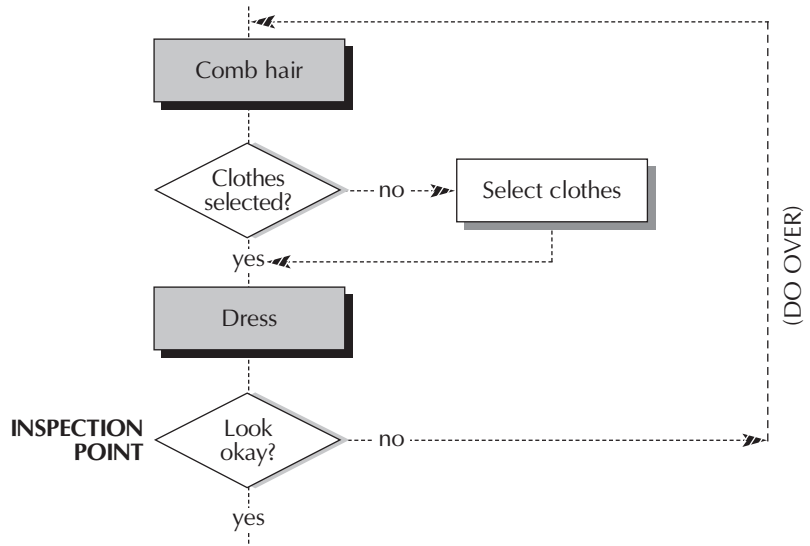 Comb hair
Clothes
selected?
no
Select clothes
yes
Dress
INSPECTION
POINT
Look
okay?
no
(DO OVER)
yes